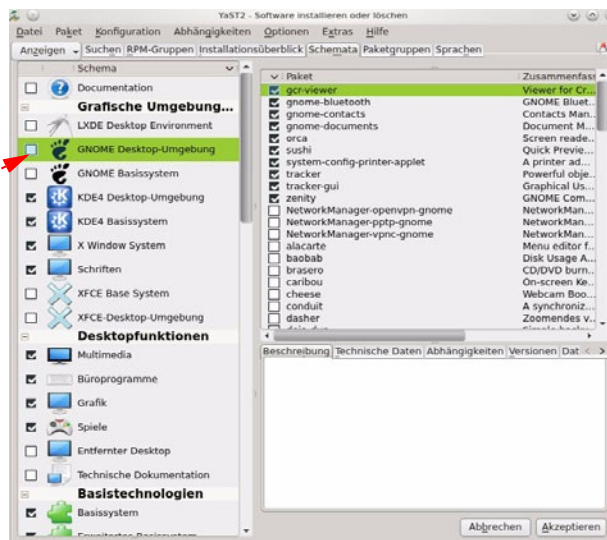 YaST2 - Software installieren oder löschen
Datei Paket Konfiguration Abhängigkeiten Optionen Extras Hilfe
Anzeigen Suchen RPM-Gruppen Installationsüberblick Schemata Paketgruppen Sprachen
Schema
Documentation
Grafische Umgebung...
LXDE Desktop Environment
GNOME Desktop-Umgebung
GNOME Basissystem
KDE4 Desktop-Umgebung
KDE4 Basissystem
X Window System
Schriften
XFCE Base System
XFCE-Desktop-Umgebung
Desktopfunktionen
Multimedia
Büroprogramme
Grafik
Spiele
Entfernter Desktop
Technische Dokumentation
Basistechnologien
Basissystem
Erweitertes Basissystem
Paket Zusammenfass
gcr-viewer Viewer for Cr...
gnome-bluetooth GNOME Bluet...
gnome-contacts Contacts Man...
gnome-documents Document M...
orca Screen reade...
sushi Quick Previe...
system-config-printer-applet A printer ad...
tracker Powerful obje...
tracker-gui Graphical Us...
zenity GNOME Com...
NetworkManager-openvpn-gnome NetworkMan...
NetworkManager-pptp-gnome NetworkMan...
NetworkManager-vpnc-gnome NetworkMan...
alacarte Menu editor f...
baobab Disk Usage A...
brasero CD/DVD burn...
caribou On-screen Ke...
cheese Webcam Boo...
conduit A synchroniz...
dasher Zoomendes v...
Beschreibung Technische Daten Abhängigkeiten Versionen Dat
Abbrechen Akzeptieren